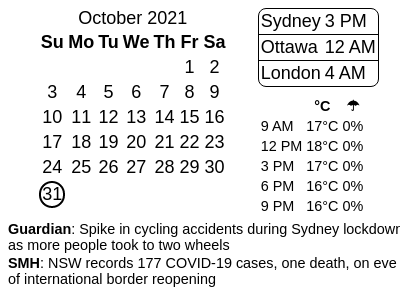 October 2021
Su Mo Tu We Th Fr Sa
1 2
3 4 5 6 7 8 9
10 11 12 13 14 15 16
17 18 19 20 21 22 23
24 25 26 27 28 29 30
31
Sydney 3 PM
Ottawa 12 AM
London 4 AM
°C ☂
9 AM 17°C 0%
12 PM 18°C 0%
3 PM 17°C 0%
6 PM 16°C 0%
9 PM 16°C 0%
Guardian: Spike in cycling accidents during Sydney lockdown
as more people took to two wheels
SMH: NSW records 177 COVID-19 cases, one death, on eve
of international border reopening